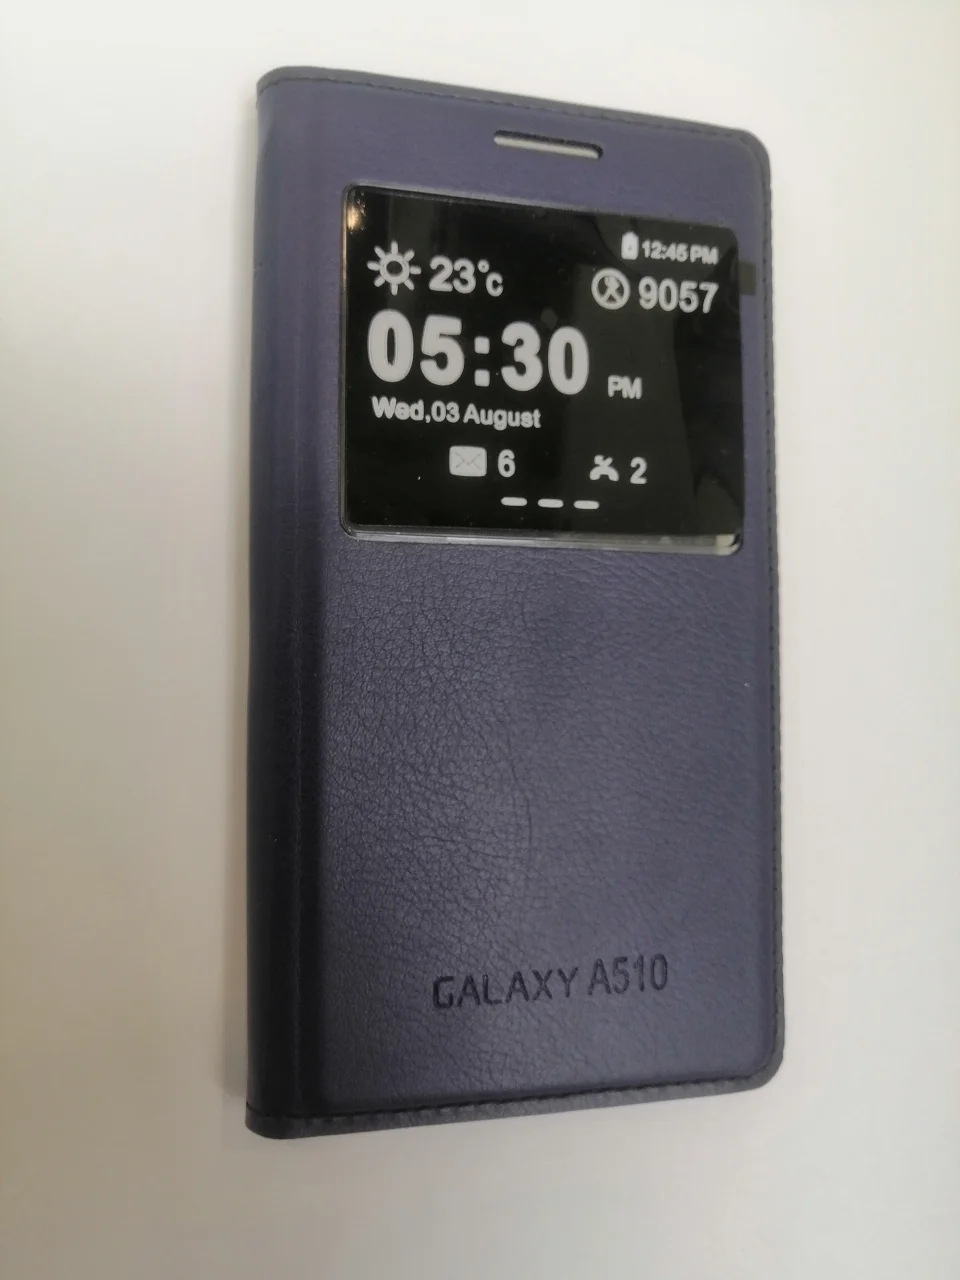 12:45 PM
23°c 9057
05:30 PM
Wed,03 August
6 2
GALAXY A510